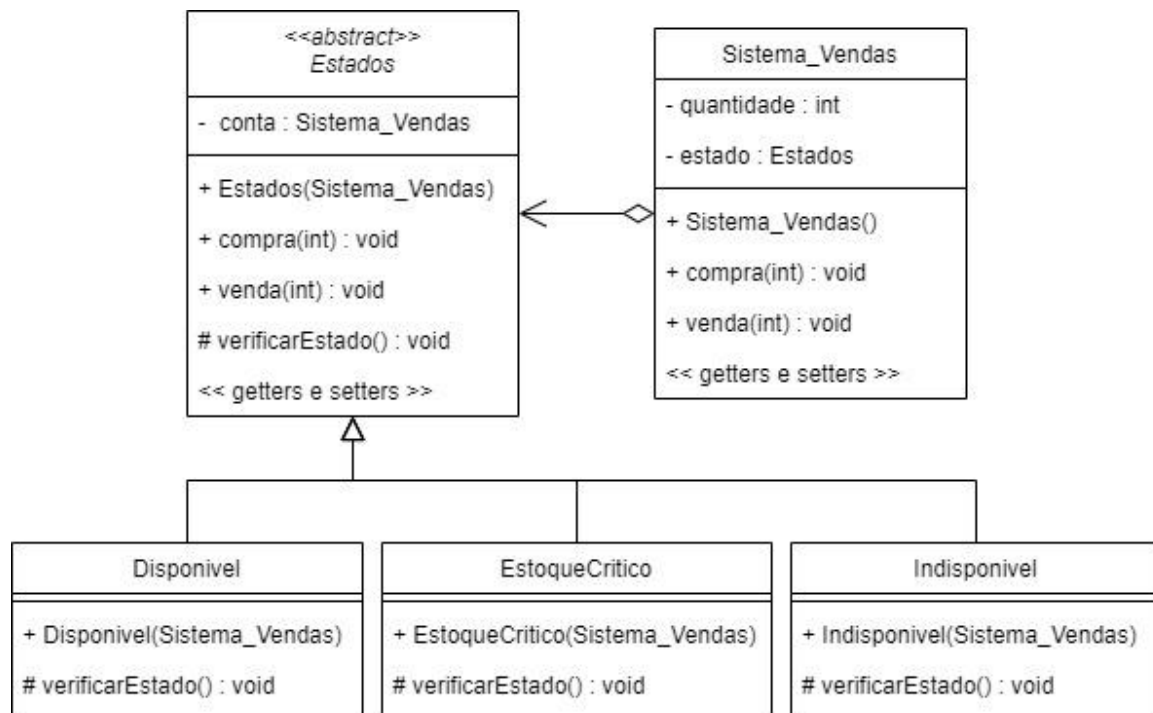 <<abstract>>
Estados
- conta : Sistema_Vendas
+ Estados(Sistema_Vendas)
+ compra(int) : void
+ venda(int) : void
# verificarEstado() : void
<< getters e setters >>
Sistema_Vendas
- quantidade : int
- estado : Estados
+ Sistema_Vendas()
+ compra(int) : void
+ venda(int) : void
<< getters e setters >>
Disponivel
+ Disponivel(Sistema_Vendas)
# verificarEstado() : void
EstoqueCritico
+ EstoqueCritico(Sistema_Vendas)
# verificarEstado() : void
Indisponivel
+ Indisponivel(Sistema_Vendas)
# verificarEstado() : void